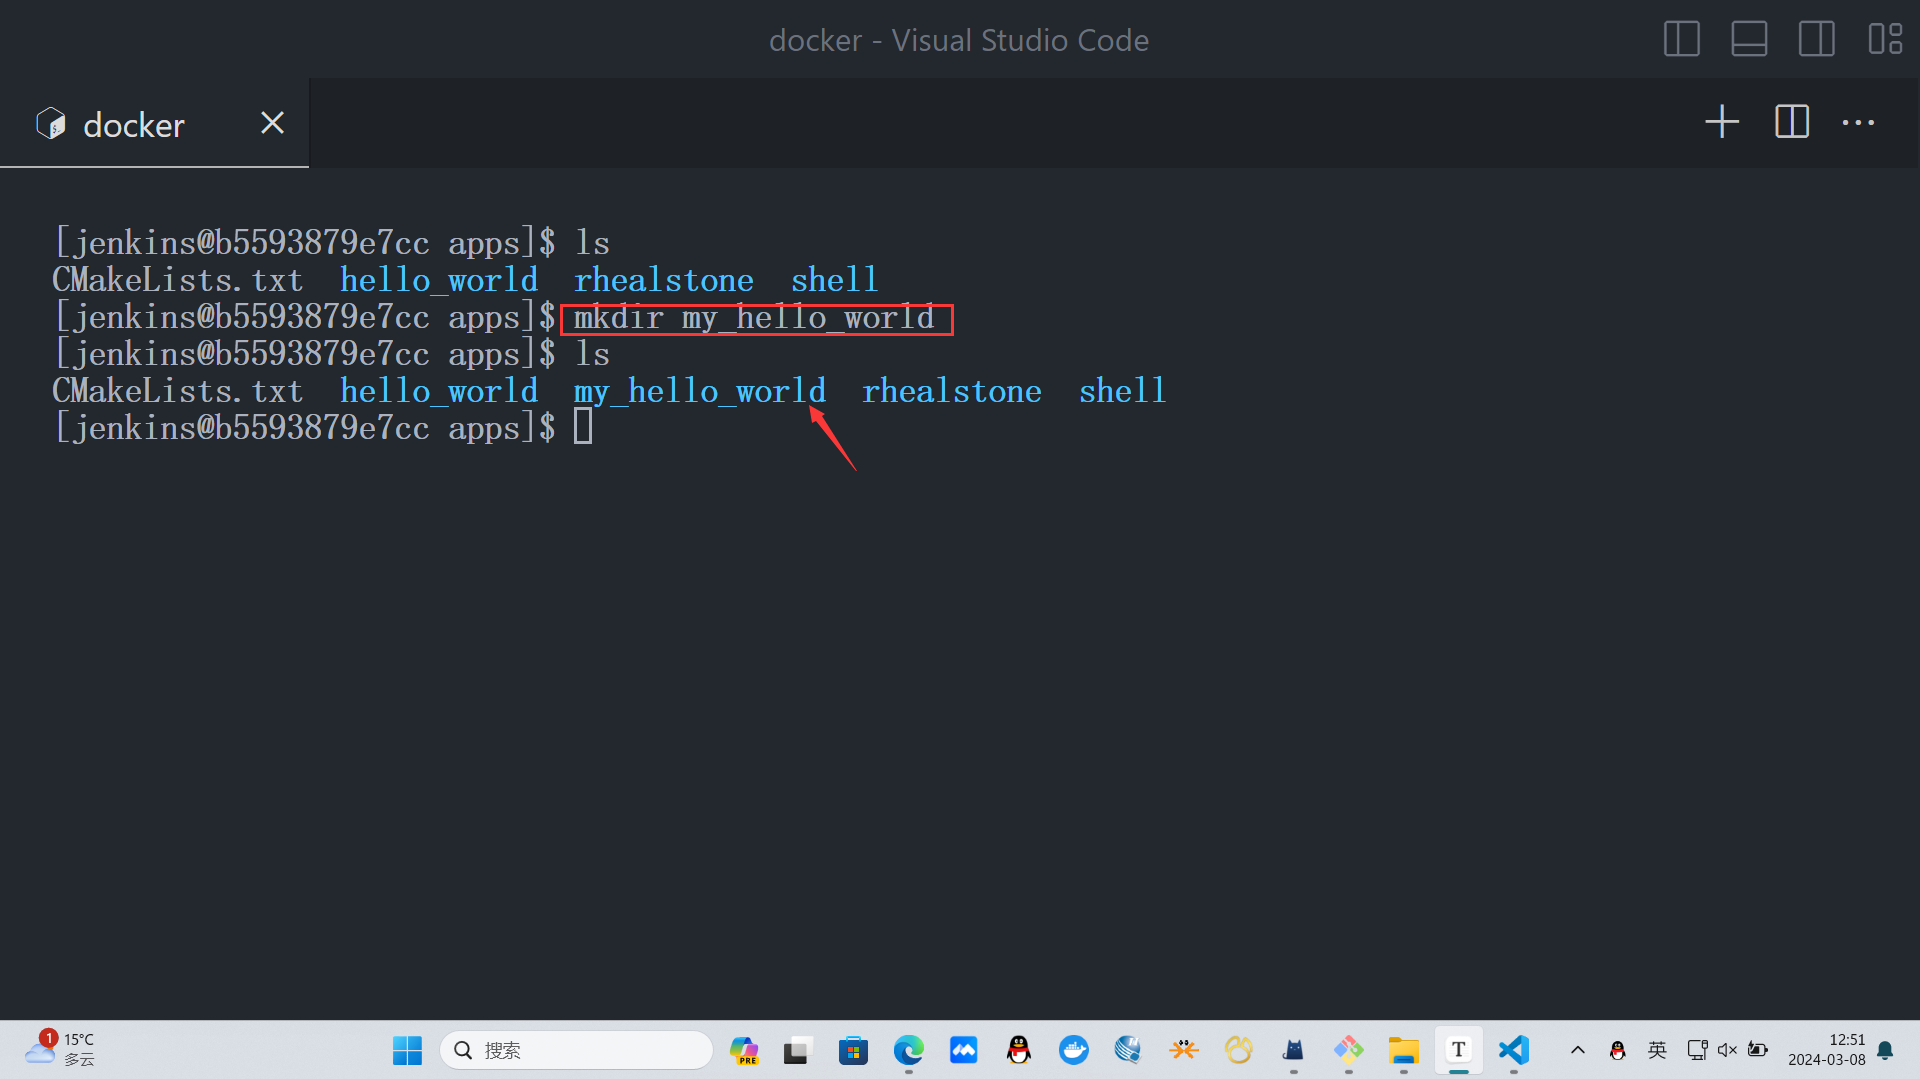 docker - Visual Studio Code
docker
[jenkins@b5593879e7cc apps]$ ls
CMakeLists.txt  hello_world  rhealstone  shell
[jenkins@b5593879e7cc apps]$ mkdir my_hello_world
[jenkins@b5593879e7cc apps]$ ls
CMakeLists.txt  hello_world  my_hello_world  rhealstone  shell
[jenkins@b5593879e7cc apps]$
1
15°C
多云
搜索
PRE
T
英
12:51
2024-03-08